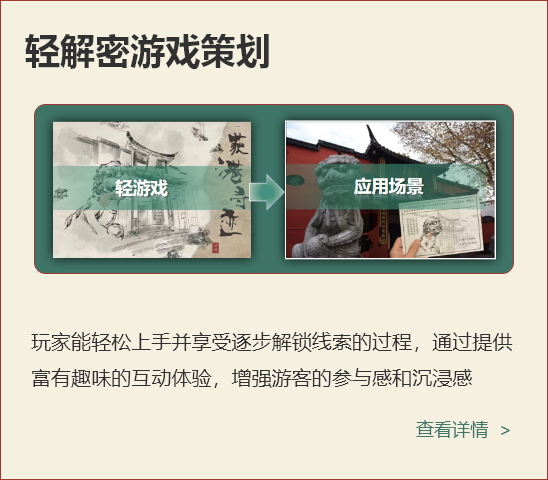 轻解密游戏策划
轻游戏
应用场景
玩家能轻松上手并享受逐步解锁线索的过程，通过提供
富有趣味的互动体验，增强游客的参与感和沉浸感
查看详情 >